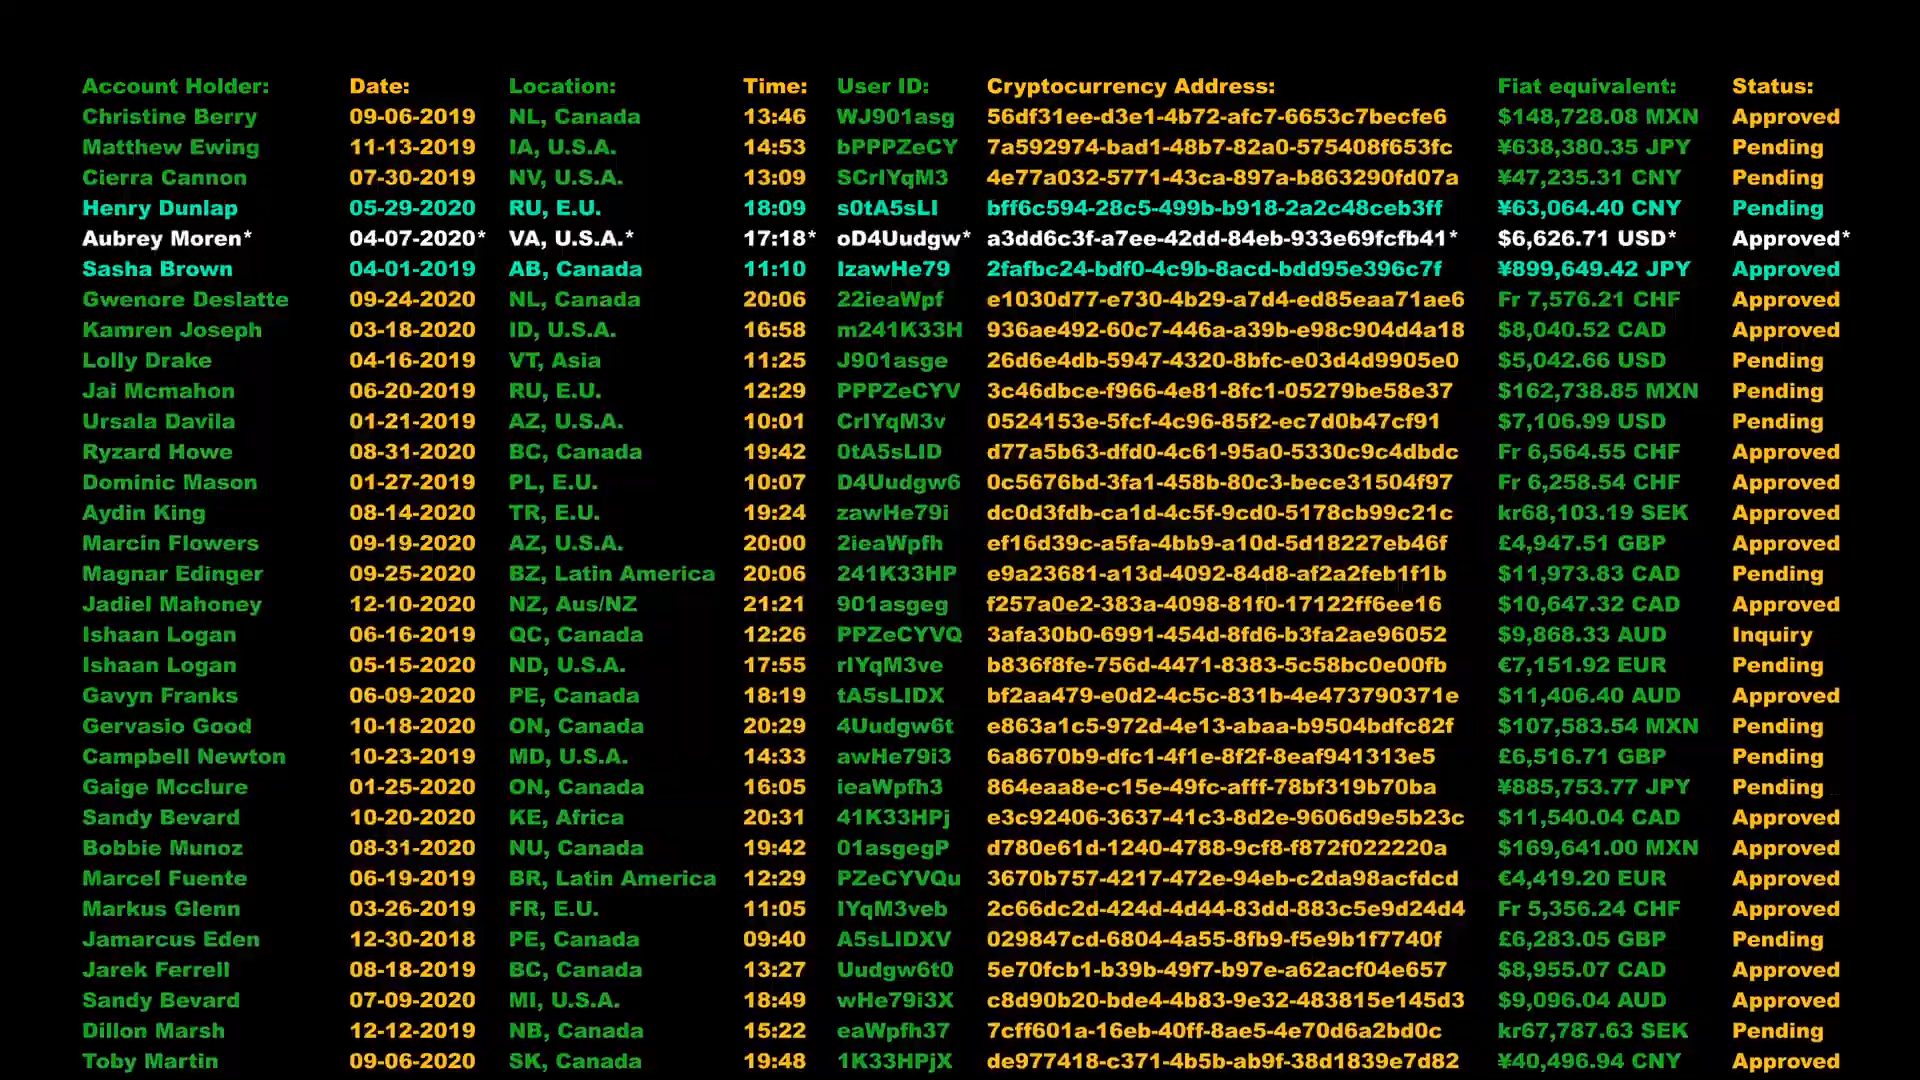 Account Holder: Date: Location: Time: User ID: Cryptocurrency Address: Fiat equivalent: Status:
Christine Berry 09-06-2019 NL, Canada 13:46 WJ901asg 56df31ee-d3e1-4b72-afc7-6653c7becfe6 $148,728.08 MXN Approved
Matthew Ewing 11-13-2019 IA, U.S.A. 14:53 bPPPZeCY 7a592974-bad1-48b7-82a0-575408f653fc ¥638,380.35 JPY Pending
Cierra Cannon 07-30-2019 NV, U.S.A. 13:09 SCrIYqM3 4e77a032-5771-43ca-897a-b863290fd07a ¥47,235.31 CNY Pending
Henry Dunlap 05-29-2020 RU, E.U. 18:09 s0tA5sLI bff6c594-28c5-499b-b918-2a2c48ceb3ff ¥63,064.40 CNY Pending
Aubrey Moren* 04-07-2020* VA, U.S.A.* 17:18* oD4Uudgw* a3dd6c3f-a7ee-42dd-84eb-933e69fcfb41* $6,626.71 USD* Approved*
Sasha Brown 04-01-2019 AB, Canada 11:10 IzawHe79 2fafbc24-bdf0-4c9b-8acd-bdd95e396c7f ¥899,649.42 JPY Approved
Gwenore Deslatte 09-24-2020 NL, Canada 20:06 22ieaWpf e1030d77-e730-4b29-a7d4-ed85eaa71ae6 Fr 7,576.21 CHF Approved
Kamren Joseph 03-18-2020 ID, U.S.A. 16:58 m241K33H 936ae492-60c7-446a-a39b-e98c904d4a18 $8,040.52 CAD Approved
Lolly Drake 04-16-2019 VT, Asia 11:25 J901asge 26d6e4db-5947-4320-8bfc-e03d4d9905e0 $5,042.66 USD Pending
Jai Mcmahon 06-20-2019 RU, E.U. 12:29 PPPZeCYV 3c46dbce-f966-4e81-8fc1-05279be58e37 $162,738.85 MXN Pending
Ursala Davila 01-21-2019 AZ, U.S.A. 10:01 CrIYqM3v 0524153e-5fcf-4c96-85f2-ec7d0b47cf91 $7,106.99 USD Pending
Ryzard Howe 08-31-2020 BC, Canada 19:42 0tA5sLID d77a5b63-dfd0-4c61-95a0-5330c9c4dbdc Fr 6,564.55 CHF Approved
Dominic Mason 01-27-2019 PL, E.U. 10:07 D4Uudgw6 0c5676bd-3fa1-458b-80c3-bece31504f97 Fr 6,258.54 CHF Approved
Aydin King 08-14-2020 TR, E.U. 19:24 zawHe79i dc0d3fdb-ca1d-4c5f-9cd0-5178cb99c21c kr68,103.19 SEK Approved
Marcin Flowers 09-19-2020 AZ, U.S.A. 20:00 2ieaWpfh ef16d39c-a5fa-4bb9-a10d-5d18227eb46f £4,947.51 GBP Approved
Magnar Edinger 09-25-2020 BZ, Latin America 20:06 241K33HP e9a23681-a13d-4092-84d8-af2a2feb1f1b $11,973.83 CAD Pending
Jadiel Mahoney 12-10-2020 NZ, Aus/NZ 21:21 901asgeg f257a0e2-383a-4098-81f0-17122ff6ee16 $10,647.32 CAD Approved
Ishaan Logan 06-16-2019 QC, Canada 12:26 PPZeCYVQ 3afa30b0-6991-454d-8fd6-b3fa2ae96052 $9,868.33 AUD Inquiry
Ishaan Logan 05-15-2020 ND, U.S.A. 17:55 rIYqM3ve b836f8fe-756d-4471-8383-5c58bc0e00fb €7,151.92 EUR Pending
Gavyn Franks 06-09-2020 PE, Canada 18:19 tA5sLIDX bf2aa479-e0d2-4c5c-831b-4e473790371e $11,406.40 AUD Approved
Gervasio Good 10-18-2020 ON, Canada 20:29 4Uudgw6t e863a1c5-972d-4e13-abaa-b9504bdfc82f $107,583.54 MXN Pending
Campbell Newton 10-23-2019 MD, U.S.A. 14:33 awHe79i3 6a8670b9-dfc1-4f1e-8f2f-8eaf941313e5 £6,516.71 GBP Pending
Gaige Mcclure 01-25-2020 ON, Canada 16:05 ieaWpfh3 864eaa8e-c15e-49fc-afff-78bf319b70ba ¥885,753.77 JPY Pending
Sandy Bevard 10-20-2020 KE, Africa 20:31 41K33HPj e3c92406-3637-41c3-8d2e-9606d9e5b23c $11,540.04 CAD Approved
Bobbie Munoz 08-31-2020 NU, Canada 19:42 01asgegP d780e61d-1240-4788-9cf8-f872f022220a $169,641.00 MXN Approved
Marcel Fuente 06-19-2019 BR, Latin America 12:29 PZeCYVQu 3670b757-4217-472e-94eb-c2da98acfdcd €4,419.20 EUR Approved
Markus Glenn 03-26-2019 FR, E.U. 11:05 IYqM3veb 2c66dc2d-424d-4d44-83dd-883c5e9d24d4 Fr 5,356.24 CHF Approved
Jamarcus Eden 12-30-2018 PE, Canada 09:40 A5sLIDXV 029847cd-6804-4a55-8fb9-f5e9b1f7740f £6,283.05 GBP Pending
Jarek Ferrell 08-18-2019 BC, Canada 13:27 Uudgw6t0 5e70fcb1-b39b-49f7-b97e-a62acf04e657 $8,955.07 CAD Approved
Sandy Bevard 07-09-2020 MI, U.S.A. 18:49 wHe79i3X c8d90b20-bde4-4b83-9e32-483815e145d3 $9,096.04 AUD Approved
Dillon Marsh 12-12-2019 NB, Canada 15:22 eaWpfh37 7cff601a-16eb-40ff-8ae5-4e70d6a2bd0c kr67,787.63 SEK Pending
Toby Martin 09-06-2020 SK, Canada 19:48 1K33HPjX de977418-c371-4b5b-ab9f-38d1839e7d82 ¥40,496.94 CNY Approved